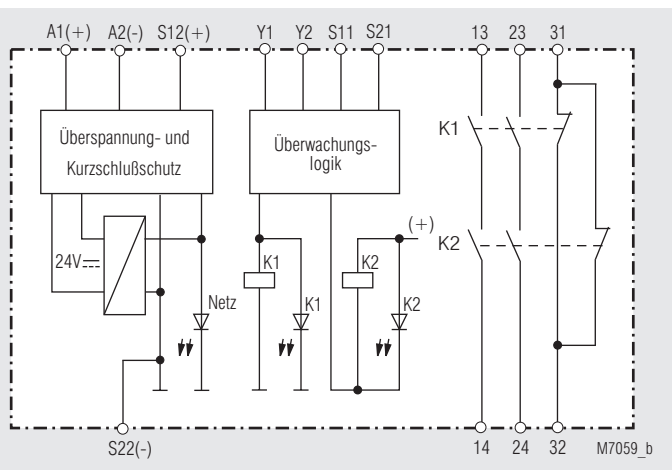 A1(+) A2(-) S12(+) Y1 Y2 S11 S21 13 23 31
Überspannung- und
Kurzschlußschutz
Überwachungs-
logik
K1
K2
(+)
24V
K1
K2
Netz
K1
K2
S22(-)
14 24 32
M7059_b